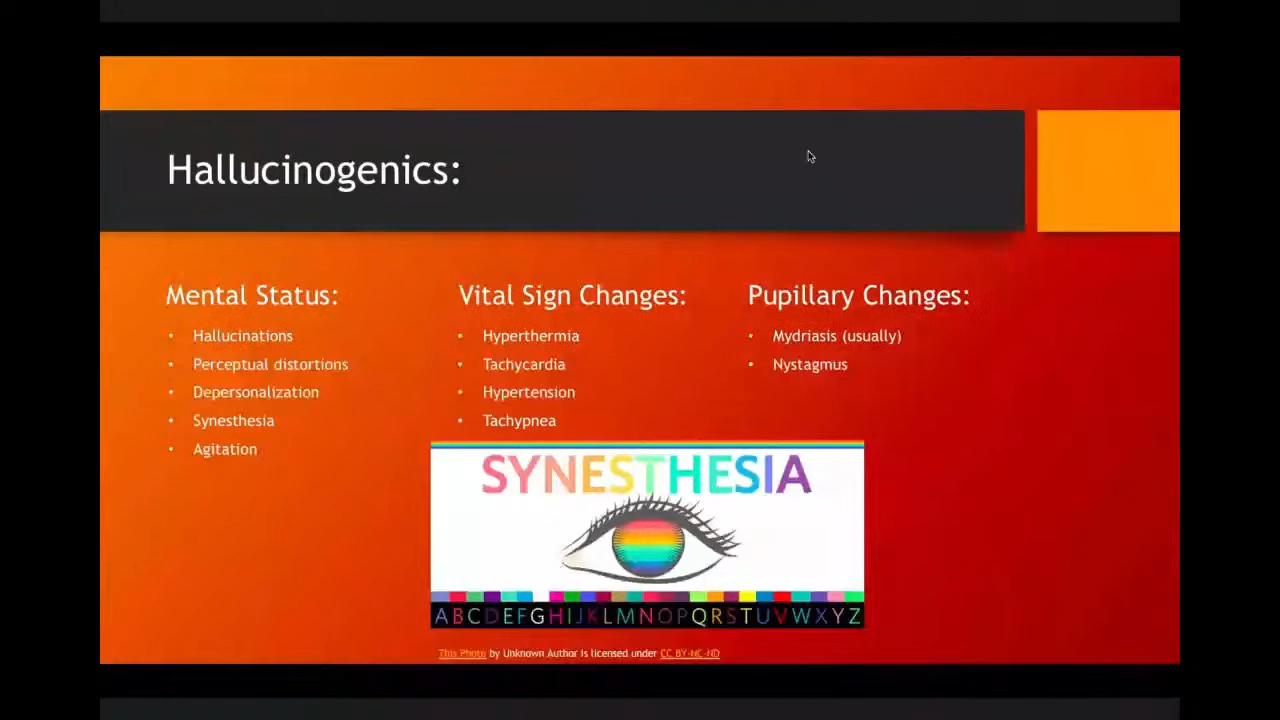 Hallucinogenics:
Mental Status:
• Hallucinations
• Perceptual distortions
• Depersonalization
• Synesthesia
• Agitation
Vital Sign Changes:
• Hyperthermia
• Tachycardia
• Hypertension
• Tachypnea
Pupillary Changes:
• Mydriasis (usually)
• Nystagmus
SYNESTHESIA
ABCDEFGHIJKLMNOPQRSTUVWXYZ
This Photo by Unknown Author is licensed under CC BY-NC-ND